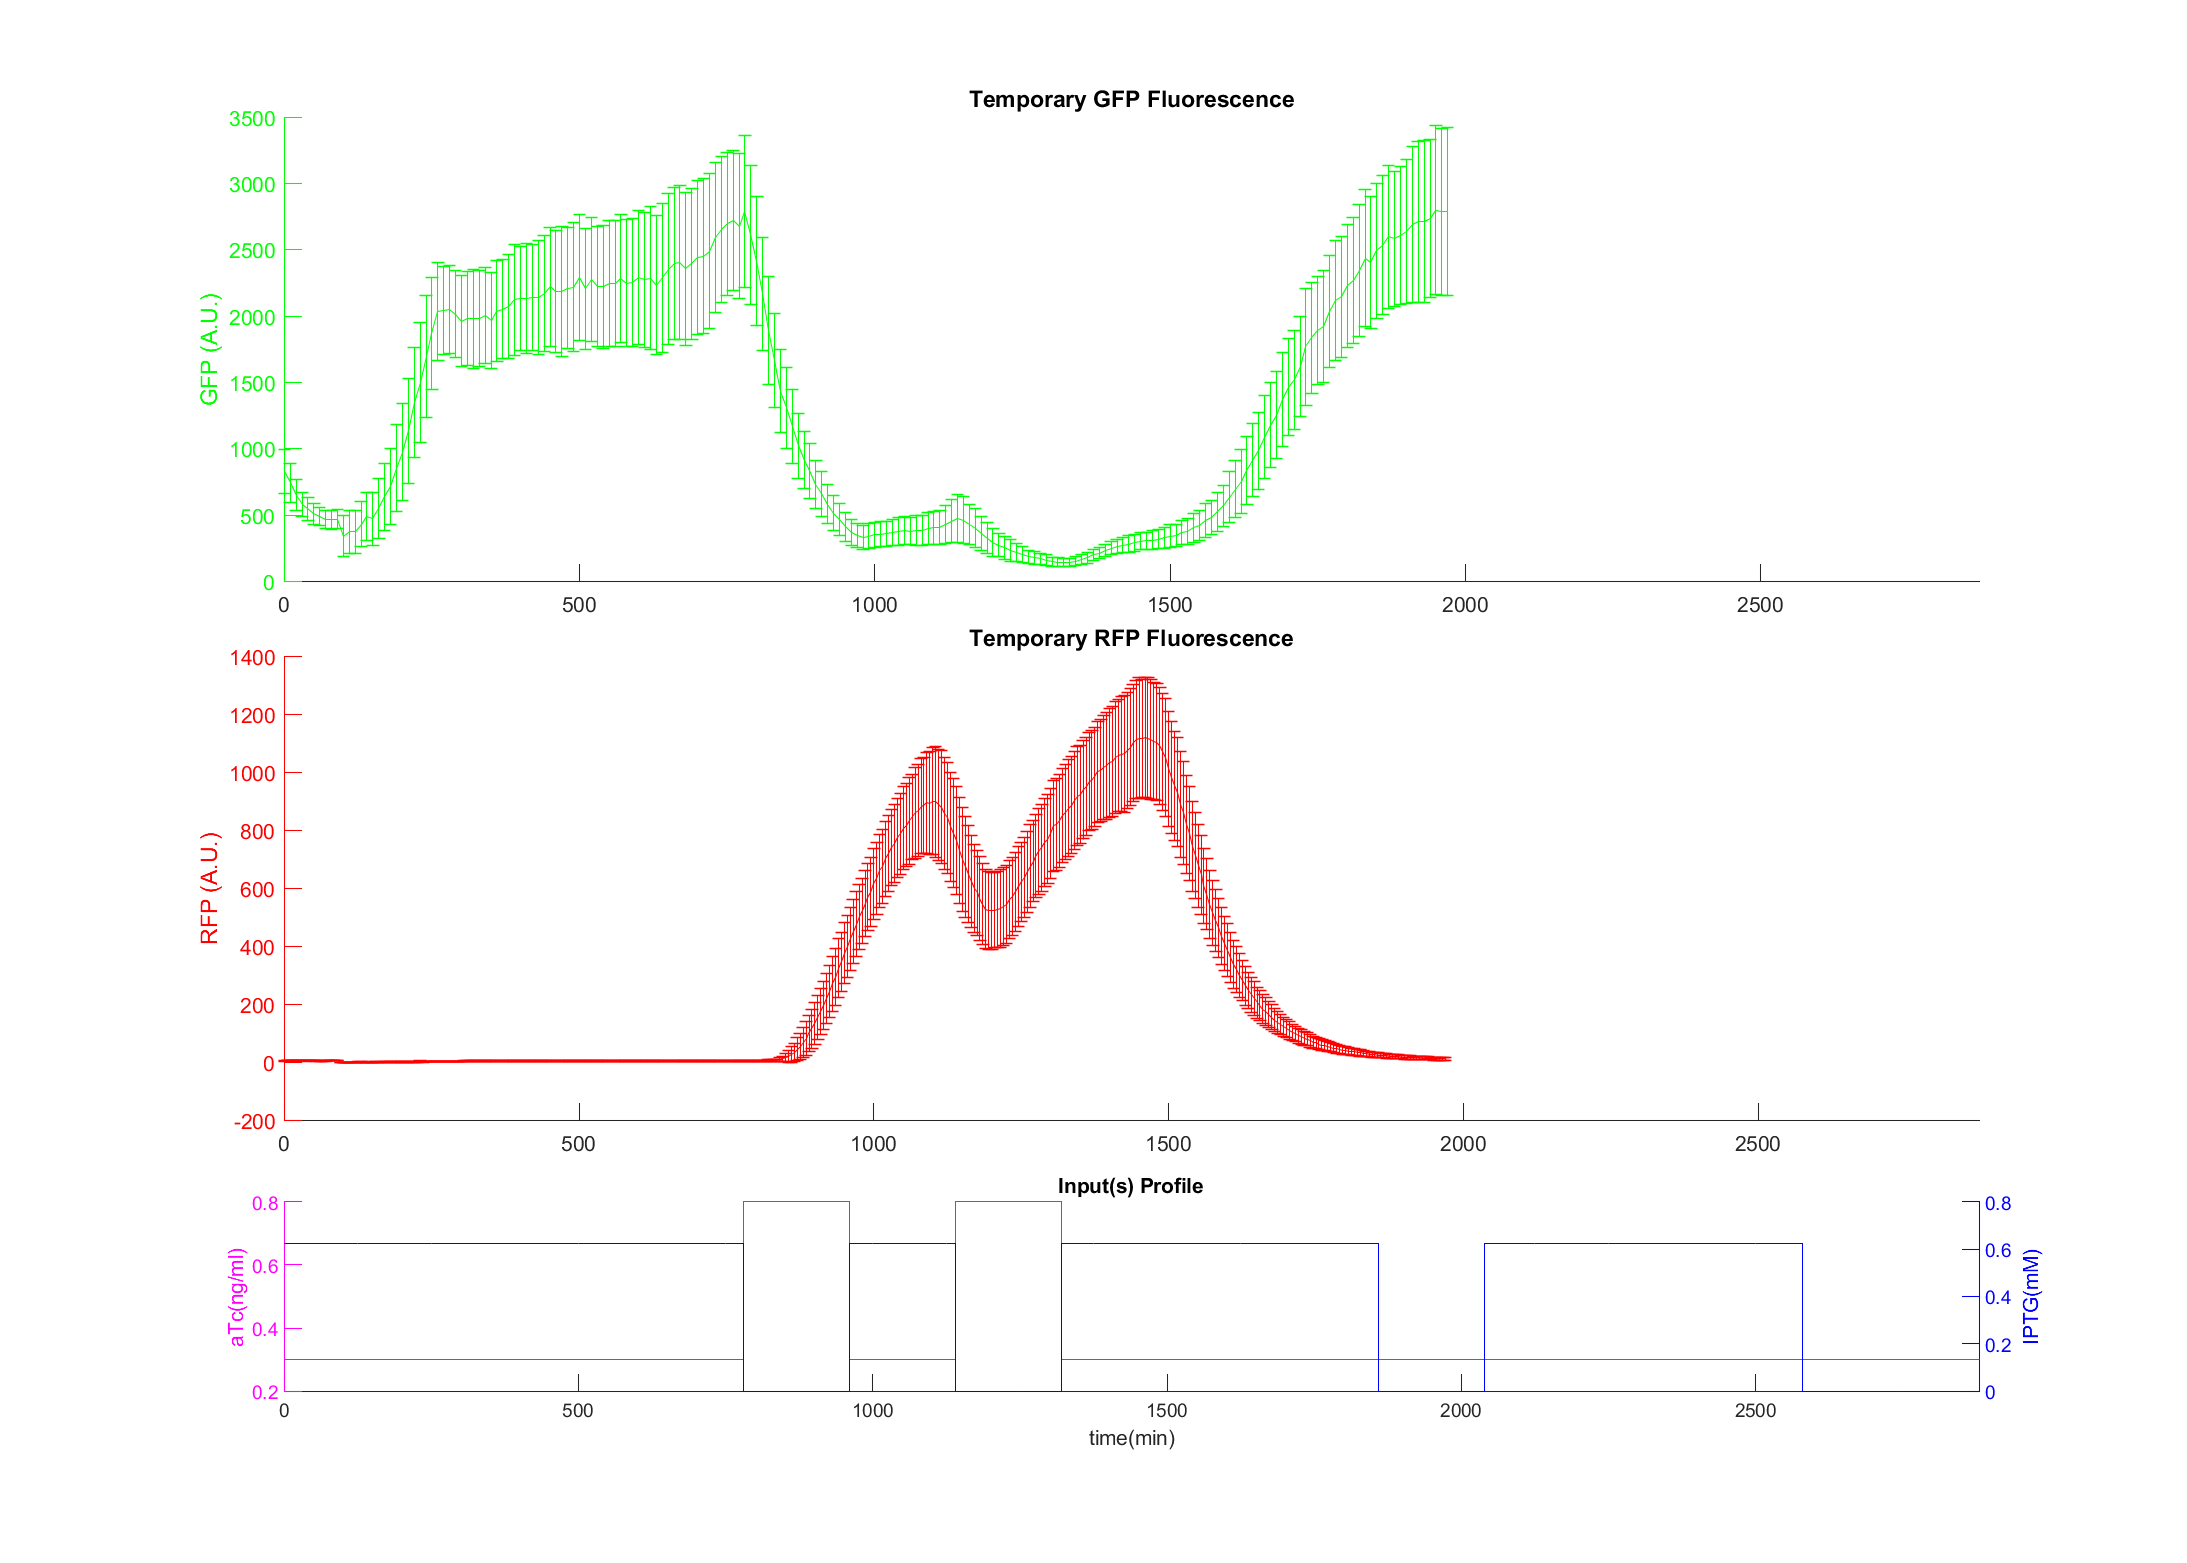 Temporary GFP Fluorescence
3500
3000
2500
2000
1500
1000
500
0
GFP (A.U.)
0 500 1000 1500 2000 2500
Temporary RFP Fluorescence
1400
1200
1000
800
600
400
200
0
-200
RFP (A.U.)
0 500 1000 1500 2000 2500
Input(s) Profile
0.8
0.6
0.4
0.2
aTc(ng/ml)
0.8
0.6
0.4
0.2
0
IPTG(mM)
0 500 1000 1500 2000 2500
time(min)